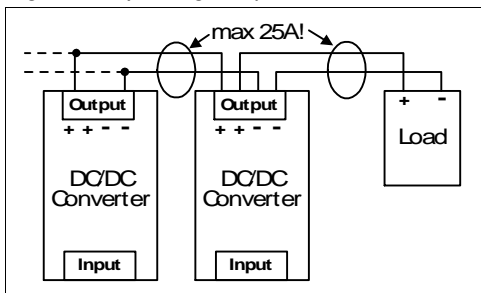 max 25A!
Output
+ + - -
DC/DC
Converter
Input
Output
+ + - -
DC/DC
Converter
Input
+ -
Load